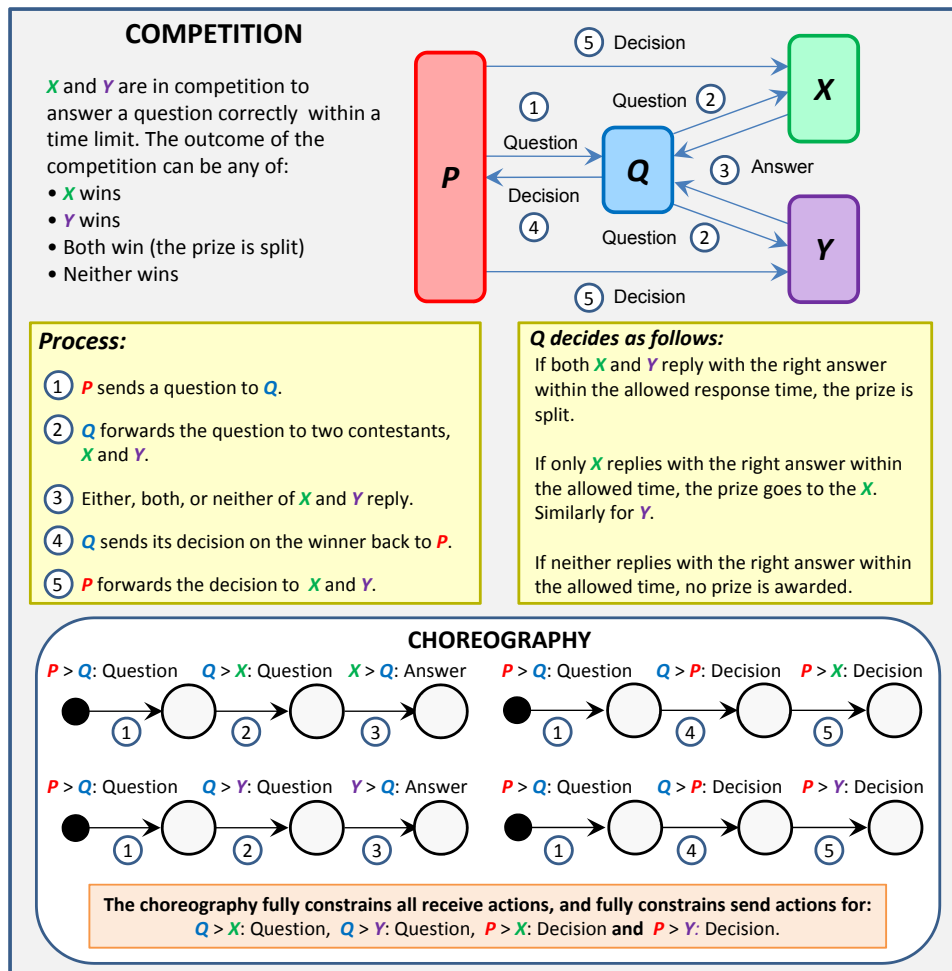 COMPETITION
X and Y are in competition to
answer a question correctly within a
time limit. The outcome of the
competition can be any of:
• X wins
• Y wins
• Both win (the prize is split)
• Neither wins
5 Decision
X
Question 2
1
Question
P
Q
3 Answer
Decision
4
Question 2
Y
5 Decision
Process:
1 P sends a question to Q.
2 Q forwards the question to two contestants,
X and Y.
3 Either, both, or neither of X and Y reply.
4 Q sends its decision on the winner back to P.
5 P forwards the decision to X and Y.
Q decides as follows:
If both X and Y reply with the right answer
within the allowed response time, the prize is
split.
If only X replies with the right answer within
the allowed time, the prize goes to the X.
Similarly for Y.
If neither replies with the right answer within
the allowed time, no prize is awarded.
CHOREOGRAPHY
P > Q: Question Q > X: Question X > Q: Answer
1 2 3
P > Q: Question Q > P: Decision P > X: Decision
1 4 5
P > Q: Question Q > Y: Question Y > Q: Answer
1 2 3
P > Q: Question Q > P: Decision P > Y: Decision
1 4 5
The choreography fully constrains all receive actions, and fully constrains send actions for:
Q > X: Question, Q > Y: Question, P > X: Decision and P > Y: Decision.